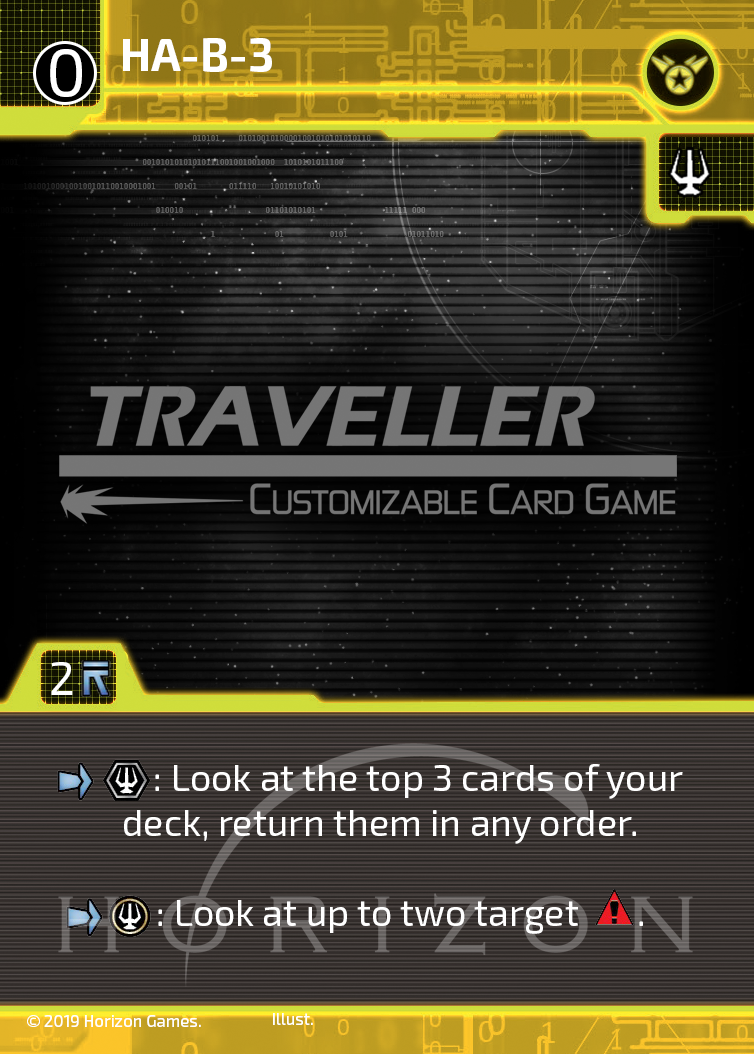 0
HA-B-3
TRAVELLER
CUSTOMIZABLE CARD GAME
2
: Look at the top 3 cards of your
deck, return them in any order.
: Look at up to two target !.
HORIZON
© 2019 Horizon Games.
Illust.